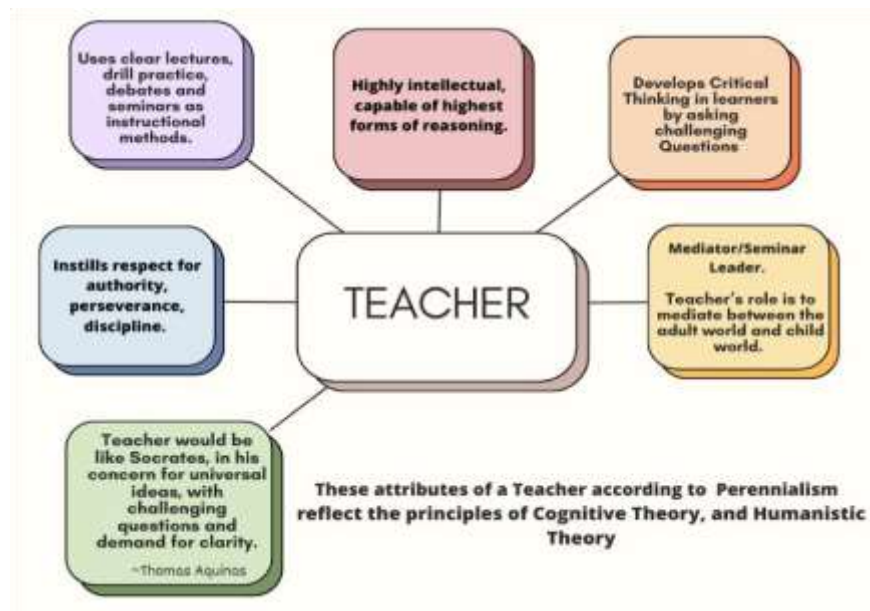 Uses clear lectures,
drill practice,
debates and
seminars as
instructional
methods.
Highly intellectual,
capable of highest
forms of reasoning.
Develops Critical
Thinking in learners
by asking
challenging
Questions
Instills respect for
authority,
perseverance,
discipline.
TEACHER
Mediator/Seminar
Leader.
Teacher's role is to
mediate between the
adult world and child
world.
Teacher would be
like Socrates, in his
concern for universal
ideas, with
challenging
questions and
demand for clarity.
~Thomas Aquinas
These attributes of a Teacher according to Perennialism
reflect the principles of Cognitive Theory, and Humanistic
Theory